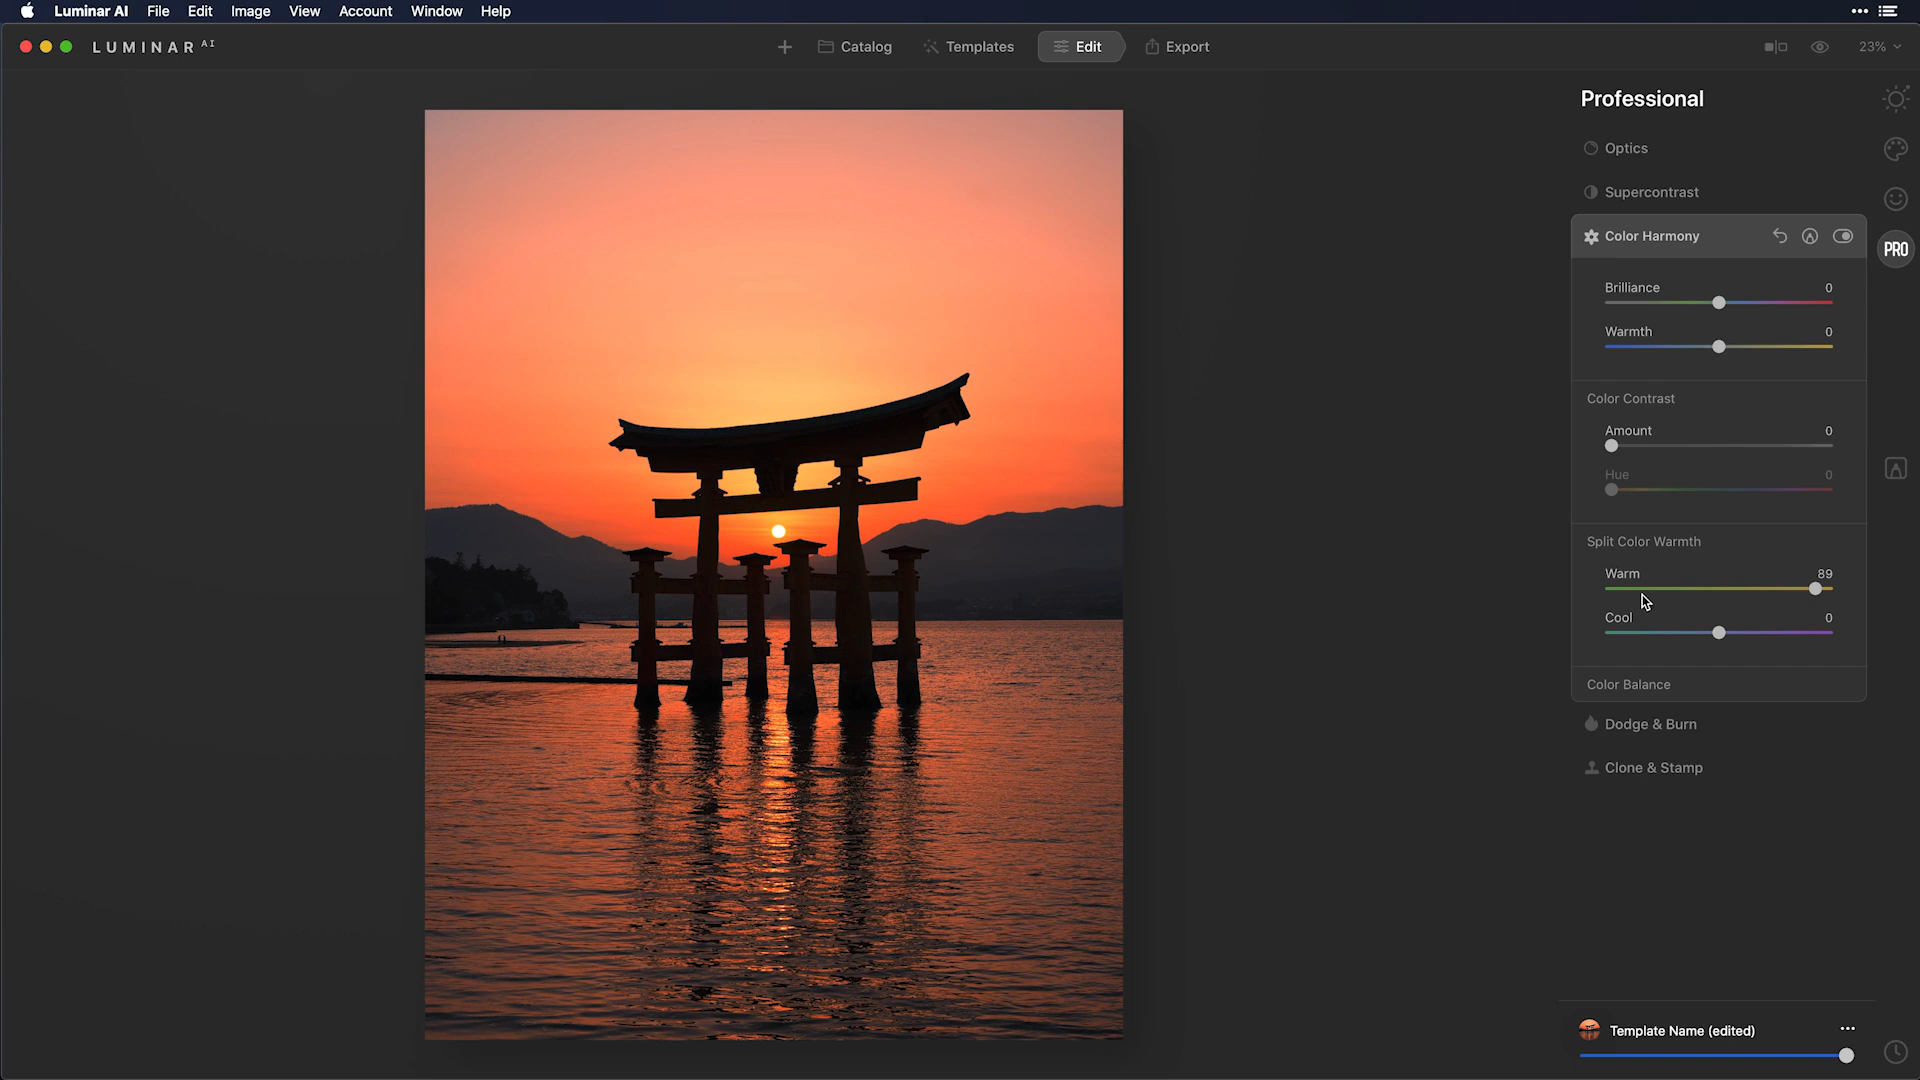 Luminar AI File Edit Image View Account Window Help
LUMINAR AI
Catalog Templates Edit Export 23%
Professional
Optics
Supercontrast
Color Harmony
PRO
Brilliance 0
Warmth 0
Color Contrast
Amount 0
Hue 0
Split Color Warmth
Warm 89
Cool 0
Color Balance
Dodge & Burn
Clone & Stamp
Template Name (edited)